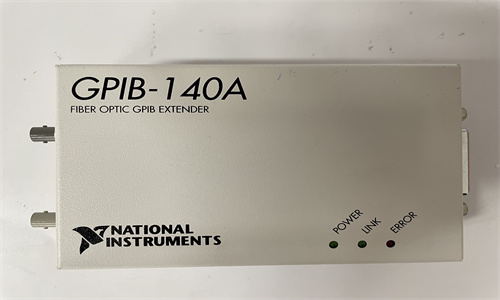 GPIB-140A
FIBER OPTIC GPIB EXTENDER
NATIONAL
INSTRUMENTS
POWER
LINK
ERROR